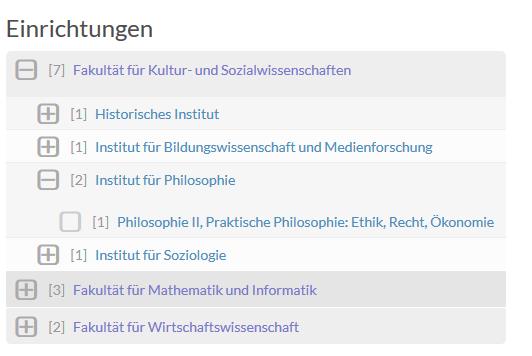 Einrichtungen
[7] Fakultät für Kultur- und Sozialwissenschaften
[1] Historisches Institut
[1] Institut für Bildungswissenschaft und Medienforschung
[2] Institut für Philosophie
[1] Philosophie II, Praktische Philosophie: Ethik, Recht, Ökonomie
[1] Institut für Soziologie
[3] Fakultät für Mathematik und Informatik
[2] Fakultät für Wirtschaftswissenschaft